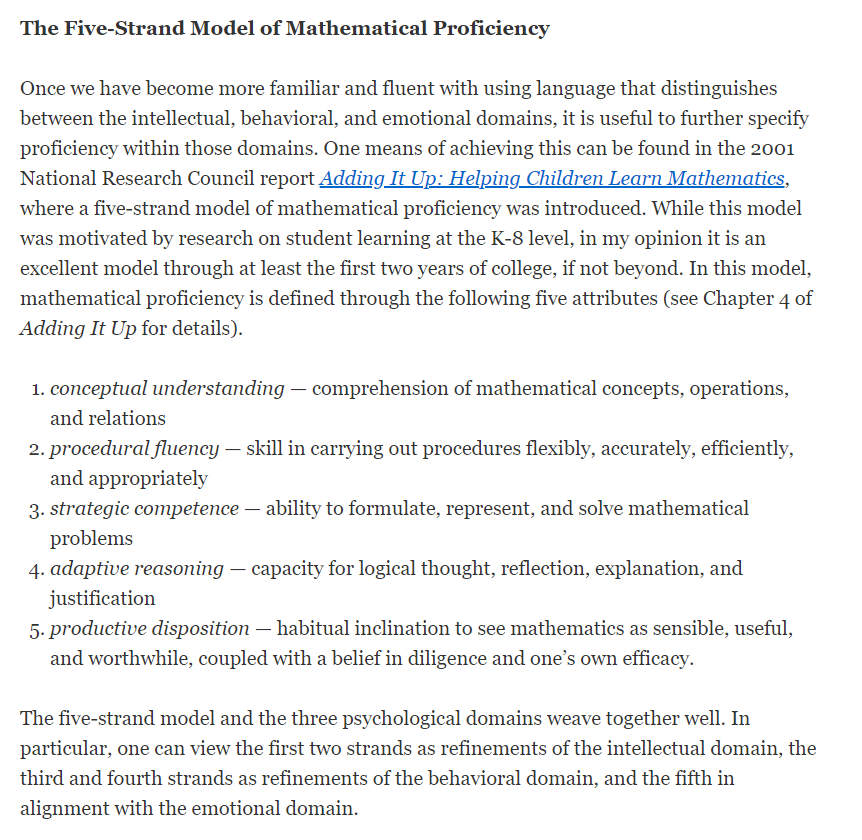 The Five-Strand Model of Mathematical Proficiency
Once we have become more familiar and fluent with using language that distinguishes
between the intellectual, behavioral, and emotional domains, it is useful to further specify
proficiency within those domains. One means of achieving this can be found in the 2001
National Research Council report Adding It Up: Helping Children Learn Mathematics,
where a five-strand model of mathematical proficiency was introduced. While this model
was motivated by research on student learning at the K-8 level, in my opinion it is an
excellent model through at least the first two years of college, if not beyond. In this model,
mathematical proficiency is defined through the following five attributes (see Chapter 4 of
Adding It Up for details).
1. conceptual understanding — comprehension of mathematical concepts, operations,
and relations
2. procedural fluency — skill in carrying out procedures flexibly, accurately, efficiently,
and appropriately
3. strategic competence — ability to formulate, represent, and solve mathematical
problems
4. adaptive reasoning — capacity for logical thought, reflection, explanation, and
justification
5. productive disposition — habitual inclination to see mathematics as sensible, useful,
and worthwhile, coupled with a belief in diligence and one’s own efficacy.
The five-strand model and the three psychological domains weave together well. In
particular, one can view the first two strands as refinements of the intellectual domain, the
third and fourth strands as refinements of the behavioral domain, and the fifth in
alignment with the emotional domain.